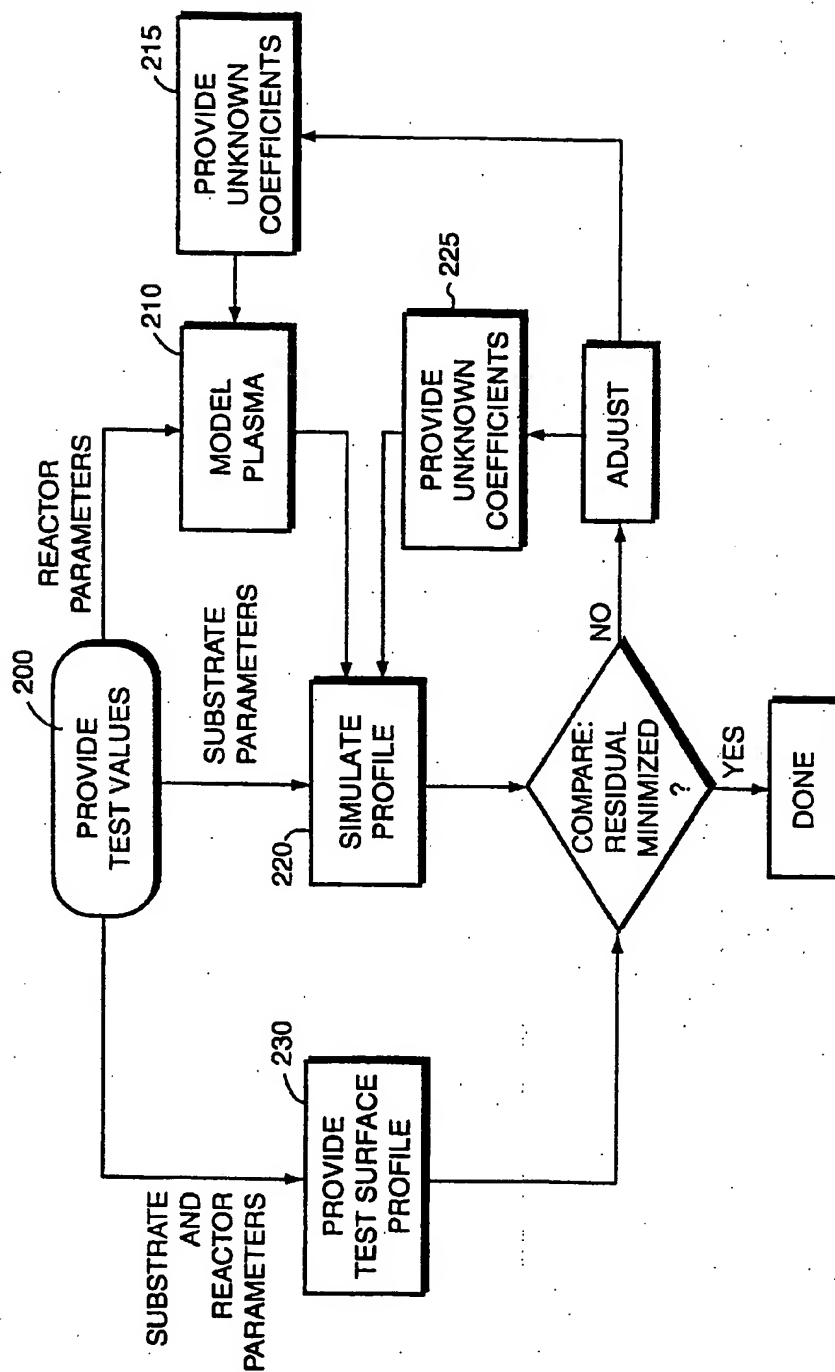 200
PROVIDE
TEST VALUES
SUBSTRATE
AND
REACTOR
PARAMETERS
SUBSTRATE
PARAMETERS
REACTOR
PARAMETERS
230
PROVIDE
TEST SURFACE
PROFILE
220
SIMULATE
PROFILE
210
MODEL
PLASMA
215
PROVIDE
UNKNOWN
COEFFICIENTS
225
PROVIDE
UNKNOWN
COEFFICIENTS
COMPARE:
RESIDUAL
MINIMIZED
?
NO
ADJUST
YES
DONE